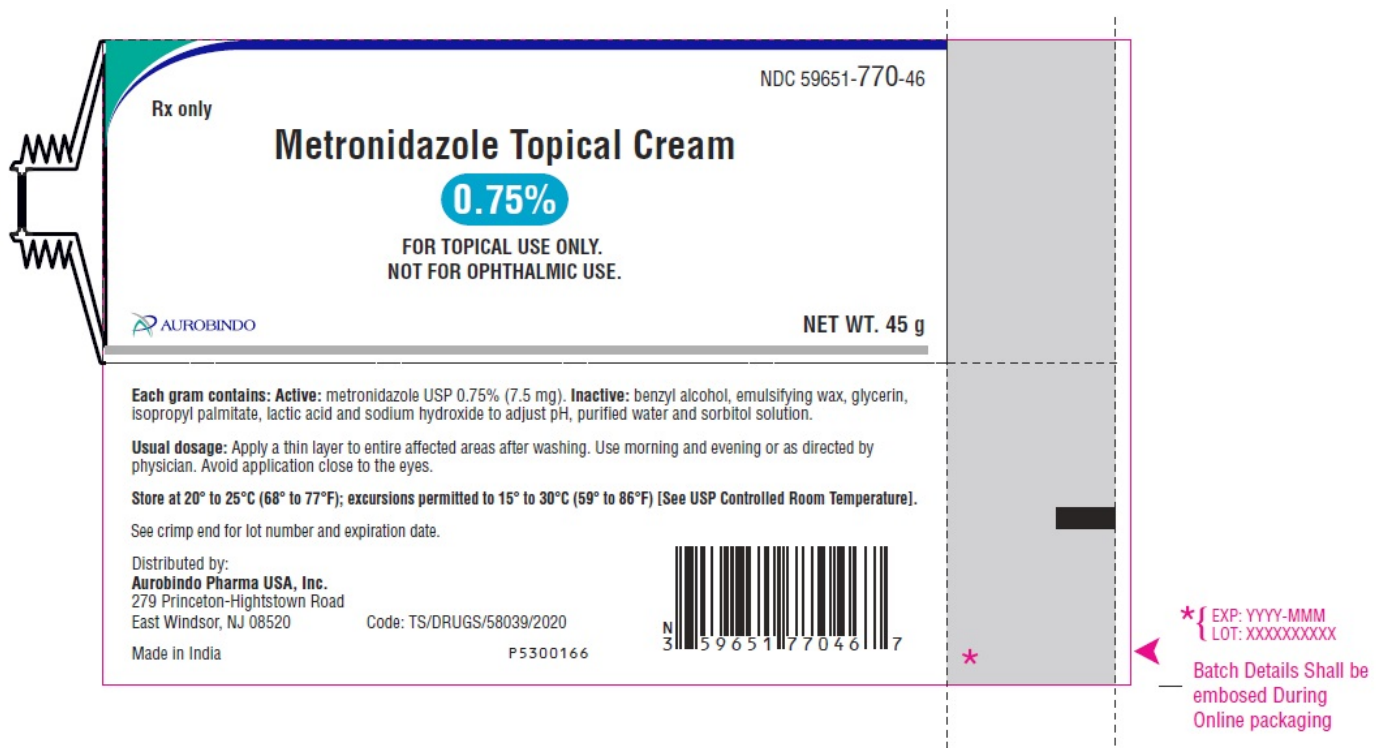 NDC 59651-770-46
Rx only
Metronidazole Topical Cream
0.75%
FOR TOPICAL USE ONLY.
NOT FOR OPHTHALMIC USE.
AUROBINDO
NET WT. 45 g
Each gram contains: Active: metronidazole USP 0.75% (7.5 mg). Inactive: benzyl alcohol, emulsifying wax, glycerin,
isopropyl palmitate, lactic acid and sodium hydroxide to adjust pH, purified water and sorbitol solution.
Usual dosage: Apply a thin layer to entire affected areas after washing. Use morning and evening or as directed by
physician. Avoid application close to the eyes.
Store at 20° to 25°C (68° to 77°F); excursions permitted to 15° to 30°C (59° to 86°F) [See USP Controlled Room Temperature].
See crimp end for lot number and expiration date.
Distributed by:
Aurobindo Pharma USA, Inc.
279 Princeton-Hightstown Road
East Windsor, NJ 08520
Code: TS/DRUGS/58039/2020
Made in India
P5300166
N
3 59651 77046 7
*
*{ EXP: YYYY-MMM
LOT: XXXXXXXXXX
Batch Details Shall be
embosed During
Online packaging